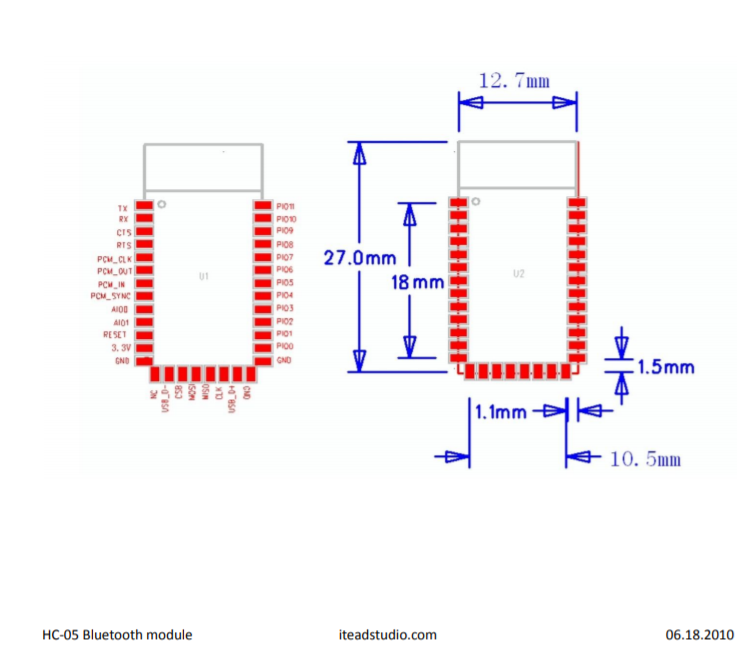 12.7mm
TX
RX
CTS
RTS
PCM_CLK
PCM_OUT
PCM_IN
PCM_SYNC
AIO0
AIO1
RESET
3.3V
GND
U1
PIO11
PIO10
PIO9
PIO8
PIO7
PIO6
PIO5
PIO4
PIO3
PIO2
PIO1
PIO0
GND
NC
USB_D-
CSB
MOSI
MISO
CLK
USB_D+
GND
27.0mm
18mm
U2
1.5mm
1.1mm
10.5mm
HC-05 Bluetooth module iteadstudio.com 06.18.2010